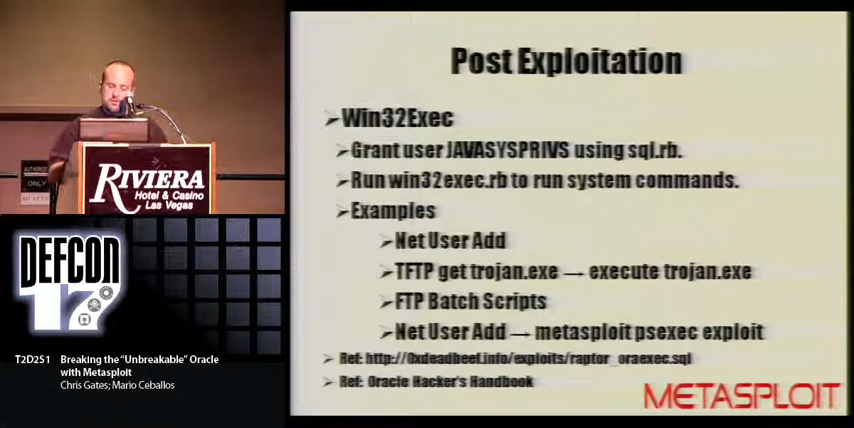 Post Exploitation
➢Win32Exec
➢Grant user JAVASYSPRIVS using sql.rb.
➢Run win32exec.rb to run system commands.
➢Examples
➢Net User Add
➢TFTP get trojan.exe → execute trojan.exe
➢FTP Batch Scripts
➢Net User Add → metasploit psexec exploit
➢ Ref: http://0xdeadbeef.info/exploits/raptor_oraexec.sql
➢ Ref: Oracle Hacker's Handbook
METASPLOIT
AUTHORIZED
ONLY
RIVIERA
Hotel & Casino
Las Vegas
DEFCON
17
T2D2S1 Breaking the "Unbreakable" Oracle
with Metasploit
Chris Gates; Mario Ceballos